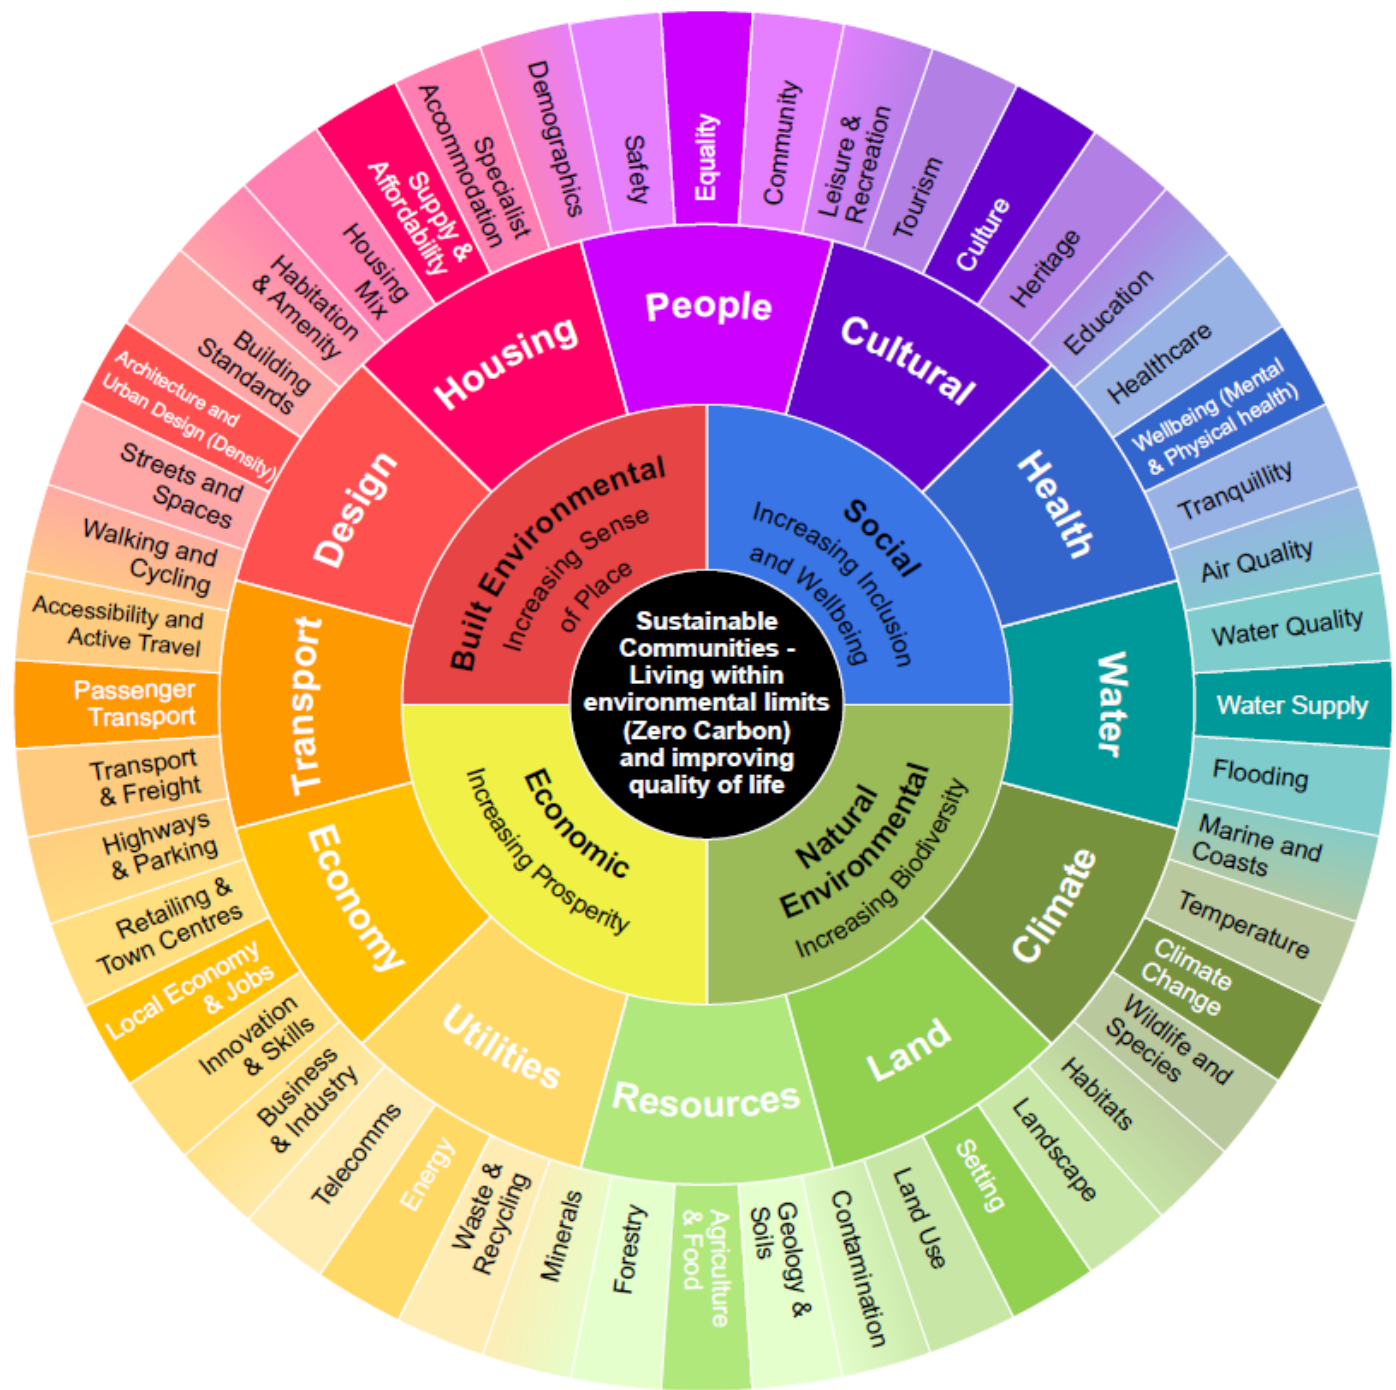 Sustainable
Communities -
Living within
environmental limits
(Zero Carbon)
and improving
quality of life
Built Environmental
Increasing Sense
of Place
Social
Increasing Inclusion
and Wellbeing
Natural
Environmental
Increasing Biodiversity
Economic
Increasing Prosperity
People
Cultural
Health
Water
Climate
Land
Resources
Utilities
Economy
Transport
Design
Housing
Equality
Community
Leisure &
Recreation
Tourism
Culture
Heritage
Education
Healthcare
Wellbeing (Mental
& Physical health)
Tranquillity
Air Quality
Water Quality
Water Supply
Flooding
Marine and
Coasts
Temperature
Climate
Change
Wildlife and
Species
Habitats
Landscape
Setting
Land Use
Contamination
Geology &
Soils
Agriculture
& Food
Forestry
Minerals
Waste &
Recycling
Energy
Telecomms
Business
& Industry
Innovation
& Skills
Local Economy
& Jobs
Retailing &
Town Centres
Highways
& Parking
Transport
& Freight
Passenger
Transport
Accessibility and
Active Travel
Walking and
Cycling
Streets and
Spaces
Architecture and
Urban Design (Density)
Building
Standards
Habitation
& Amenity
Housing
Mix
Supply &
Affordability
Specialist
Accommodation
Demographics
Safety